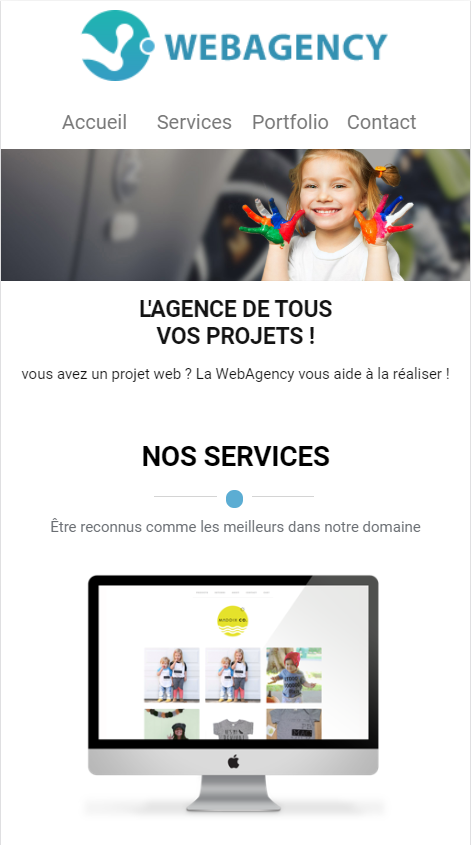 WEBAGENCY
Accueil Services Portfolio Contact
L'AGENCE DE TOUS
VOS PROJETS !
vous avez un projet web ? La WebAgency vous aide à la réaliser !
NOS SERVICES
Être reconnus comme les meilleurs dans notre domaine